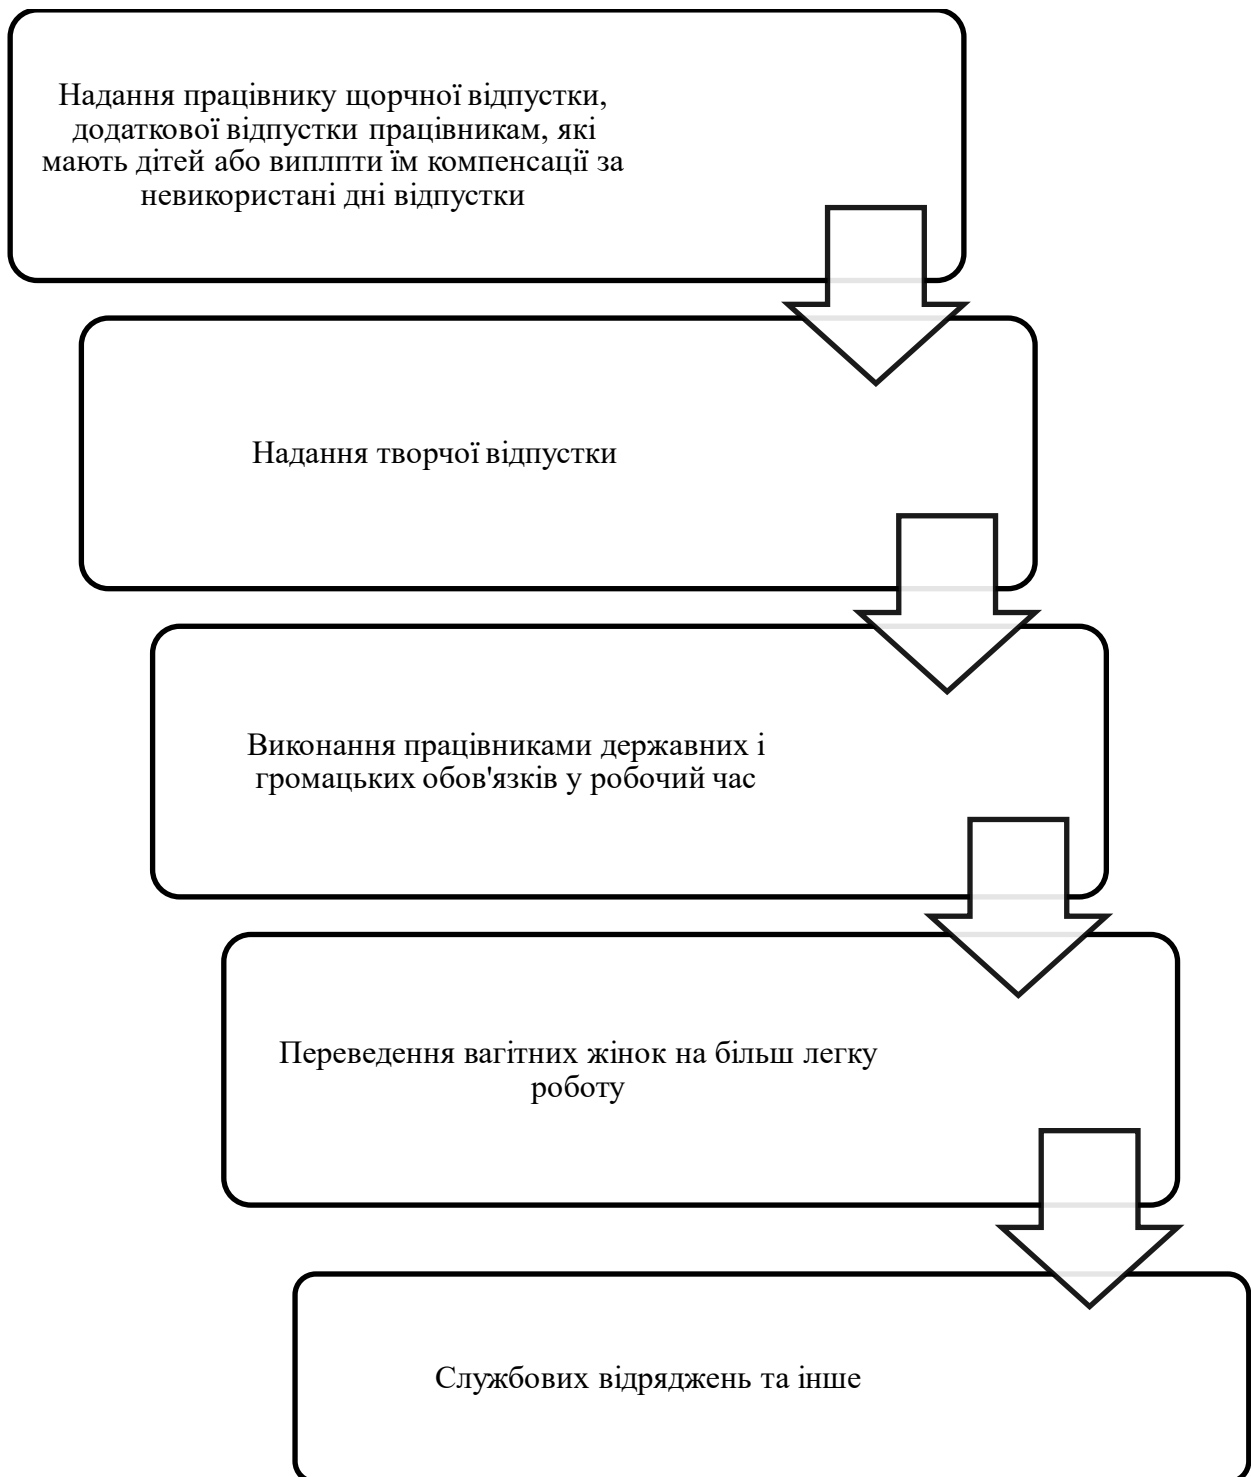 Надання працівнику щорчної відпустки,
додаткової відпустки працівникам, які
мають дітей або виплпти їм компенсації за
невикористані дні відпустки
Надання творчої відпустки
Виконання працівниками державних і
громацьких обов'язків у робочий час
Переведення вагітних жінок на більш легку
роботу
Службових відряджень та інше